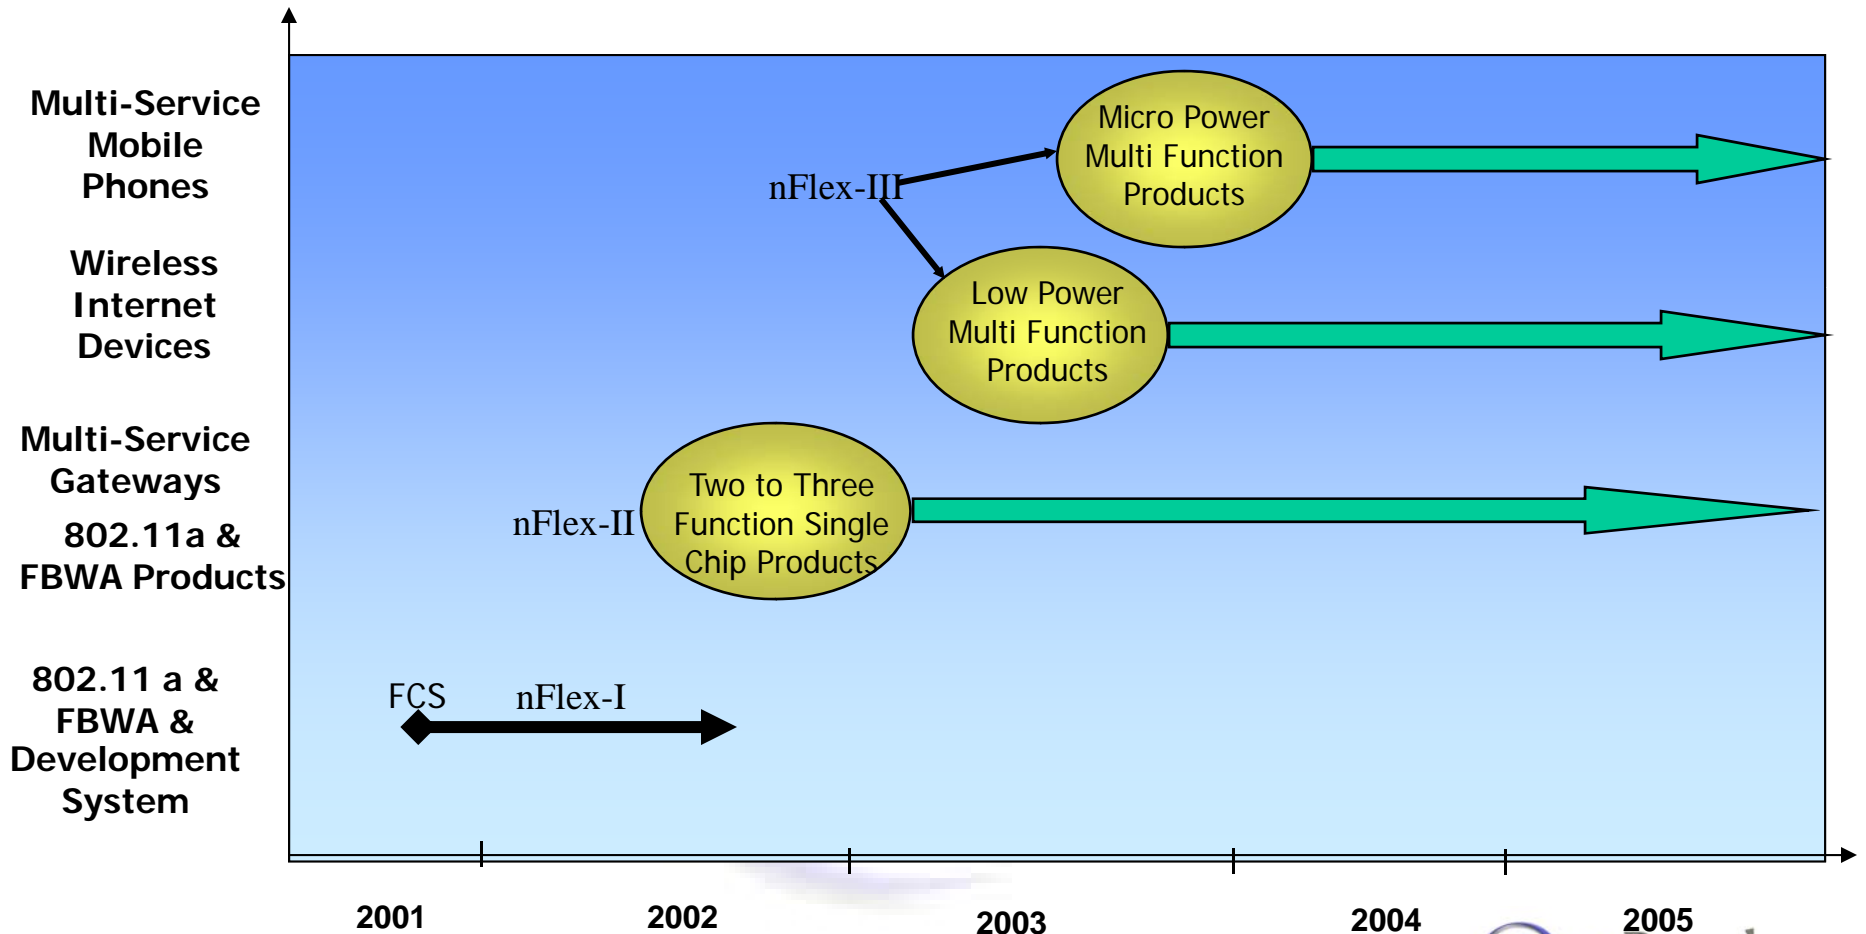 Multi-Service
Mobile
Phones
Micro Power
Multi Function
Products
nFlex-III
Wireless
Internet
Devices
Low Power
Multi Function
Products
Multi-Service
Gateways
802.11a &
FBWA Products
nFlex-II
Two to Three
Function Single
Chip Products
802.11 a &
FBWA &
Development
System
FCS
nFlex-I
2001
2002
2003
2004
2005